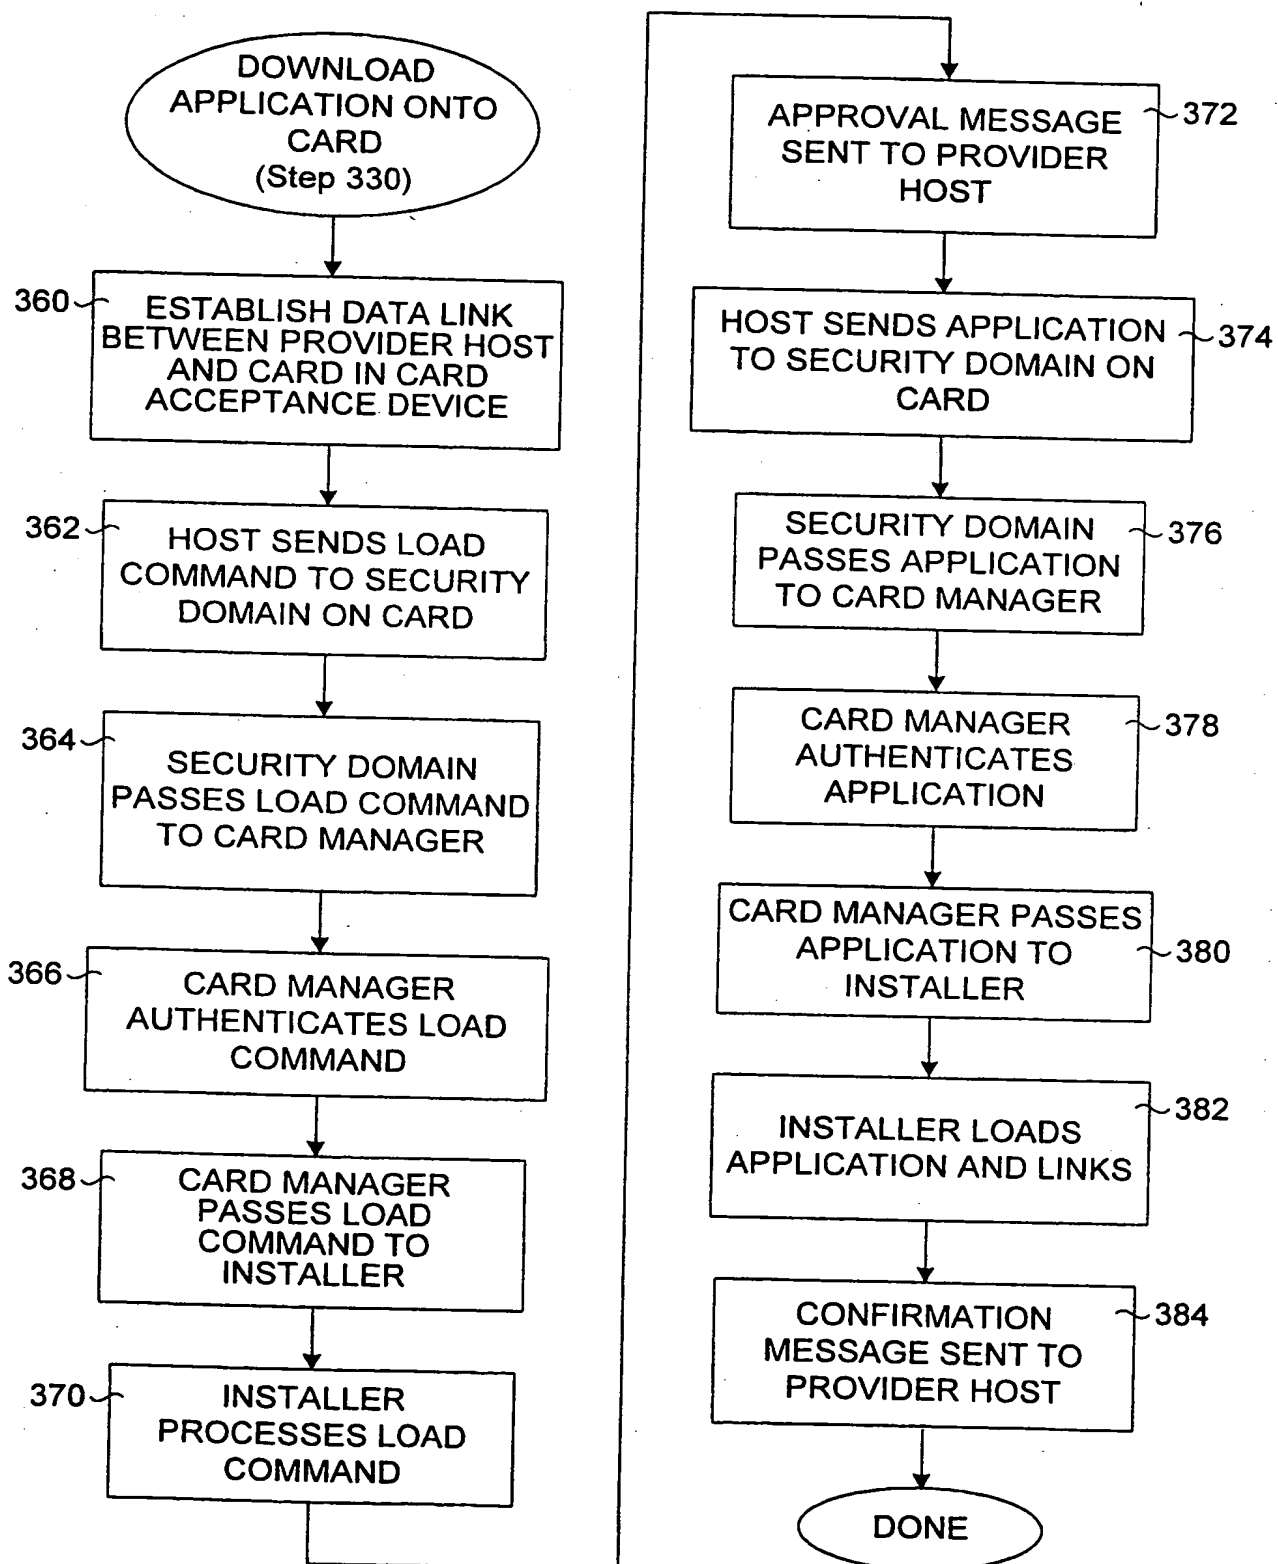 DOWNLOAD
APPLICATION ONTO
CARD
(Step 330)
360
ESTABLISH DATA LINK
BETWEEN PROVIDER HOST
AND CARD IN CARD
ACCEPTANCE DEVICE
362
HOST SENDS LOAD
COMMAND TO SECURITY
DOMAIN ON CARD
364
SECURITY DOMAIN
PASSES LOAD COMMAND
TO CARD MANAGER
366
CARD MANAGER
AUTHENTICATES LOAD
COMMAND
368
CARD MANAGER
PASSES LOAD
COMMAND TO
INSTALLER
370
INSTALLER
PROCESSES LOAD
COMMAND
APPROVAL MESSAGE
SENT TO PROVIDER
HOST
372
HOST SENDS APPLICATION
TO SECURITY DOMAIN ON
CARD
374
SECURITY DOMAIN
PASSES APPLICATION
TO CARD MANAGER
376
CARD MANAGER
AUTHENTICATES
APPLICATION
378
CARD MANAGER PASSES
APPLICATION TO
INSTALLER
380
INSTALLER LOADS
APPLICATION AND LINKS
382
CONFIRMATION
MESSAGE SENT TO
PROVIDER HOST
384
DONE